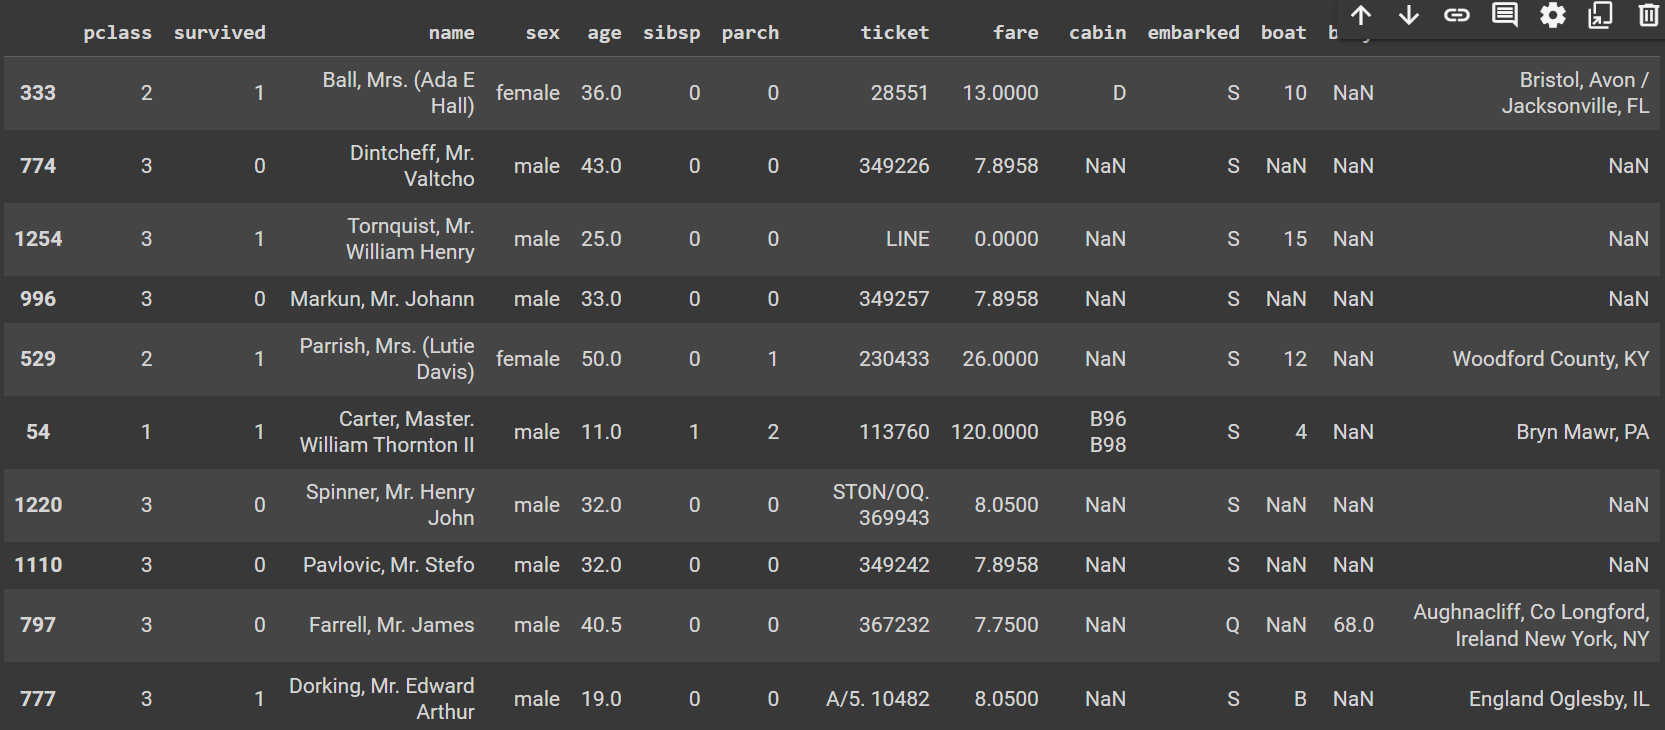 pclass survived name sex age sibsp parch ticket fare cabin embarked boat
333 2 1 Ball, Mrs. (Ada E Hall) female 36.0 0 0 28551 13.0000 D S 10 NaN Bristol, Avon / Jacksonville, FL
774 3 0 Dintcheff, Mr. Valtcho male 43.0 0 0 349226 7.8958 NaN S NaN NaN NaN
1254 3 1 Tornquist, Mr. William Henry male 25.0 0 0 LINE 0.0000 NaN S 15 NaN NaN
996 3 0 Markun, Mr. Johann male 33.0 0 0 349257 7.8958 NaN S NaN NaN NaN
529 2 1 Parrish, Mrs. (Lutie Davis) female 50.0 0 1 230433 26.0000 NaN S 12 NaN Woodford County, KY
54 1 1 Carter, Master. William Thornton II male 11.0 1 2 113760 120.0000 B96 B98 S 4 NaN Bryn Mawr, PA
1220 3 0 Spinner, Mr. Henry John male 32.0 0 0 STON/OQ. 369943 8.0500 NaN S NaN NaN NaN
1110 3 0 Pavlovic, Mr. Stefo male 32.0 0 0 349242 7.8958 NaN S NaN NaN NaN
797 3 0 Farrell, Mr. James male 40.5 0 0 367232 7.7500 NaN Q NaN 68.0 Aughnacliff, Co Longford, Ireland New York, NY
777 3 1 Dorking, Mr. Edward Arthur male 19.0 0 0 A/5. 10482 8.0500 NaN S B NaN England Oglesby, IL